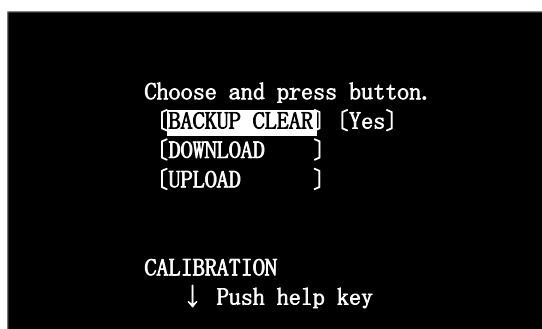 Choose and press button.
〔BACKUP CLEAR〕 〔Yes〕
〔DOWNLOAD 〕
〔UPLOAD 〕
CALIBRATION
↓ Push help key